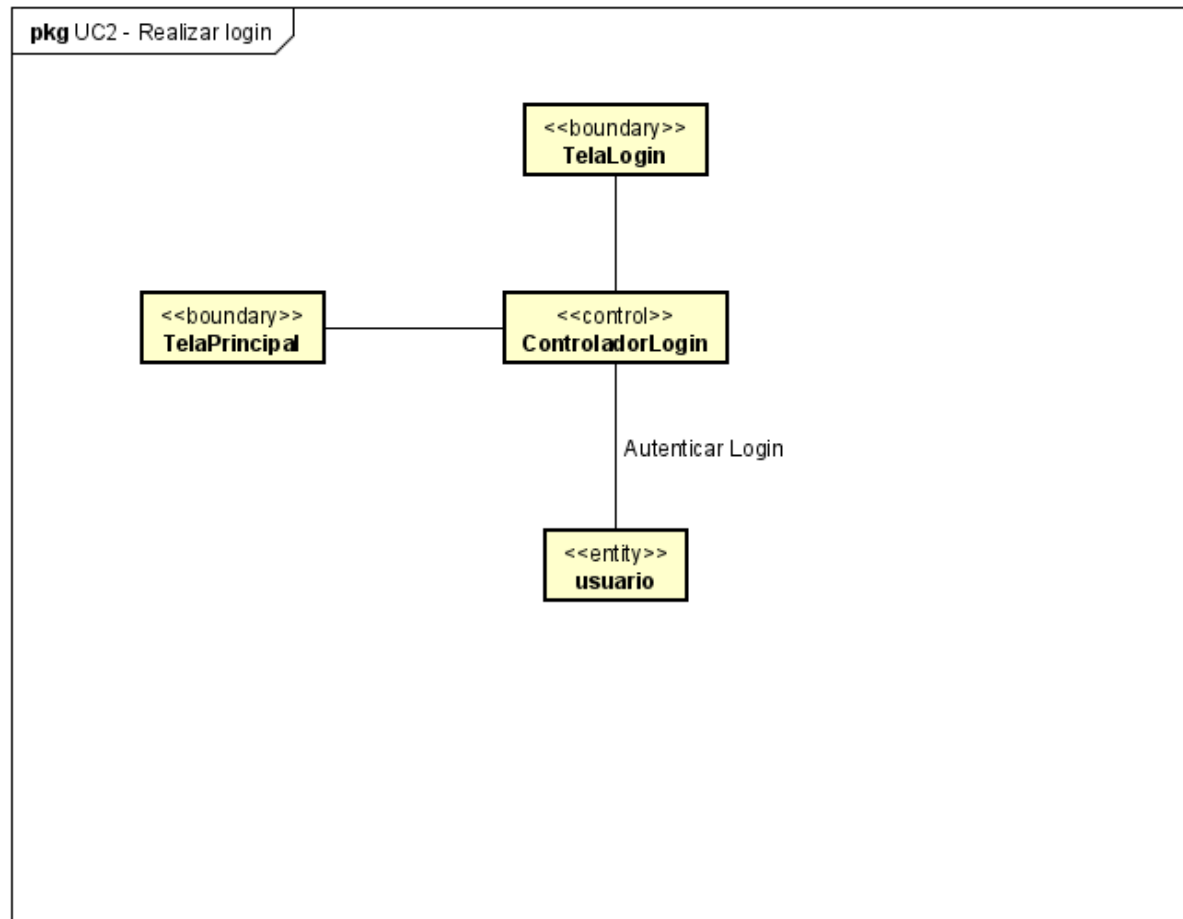 pkg UC2 - Realizar login
<<boundary>>
TelaLogin
<<boundary>>
TelaPrincipal
<<control>>
ControladorLogin
Autenticar Login
<<entity>>
usuario